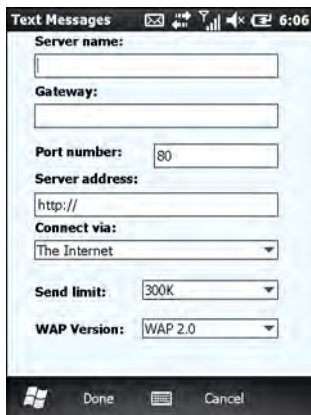 Text Messages 6:06
Server name:
Gateway:
Port number: 80
Server address:
http://
Connect via:
The Internet
Send limit: 300K
WAP Version: WAP 2.0
Done Cancel